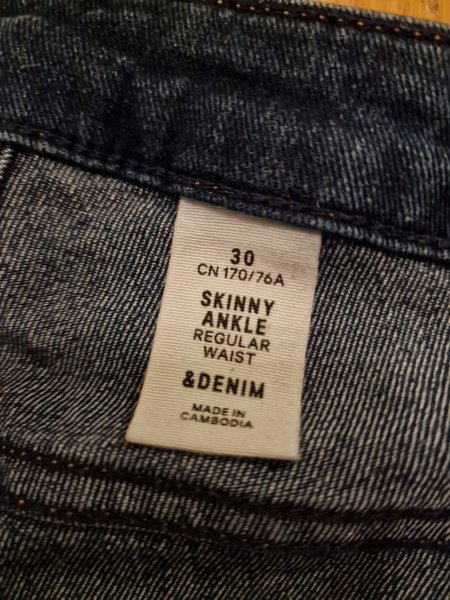 30
CN 170/76A
SKINNY
ANKLE
REGULAR
WAIST
&DENIM
MADE IN
CAMBODIA